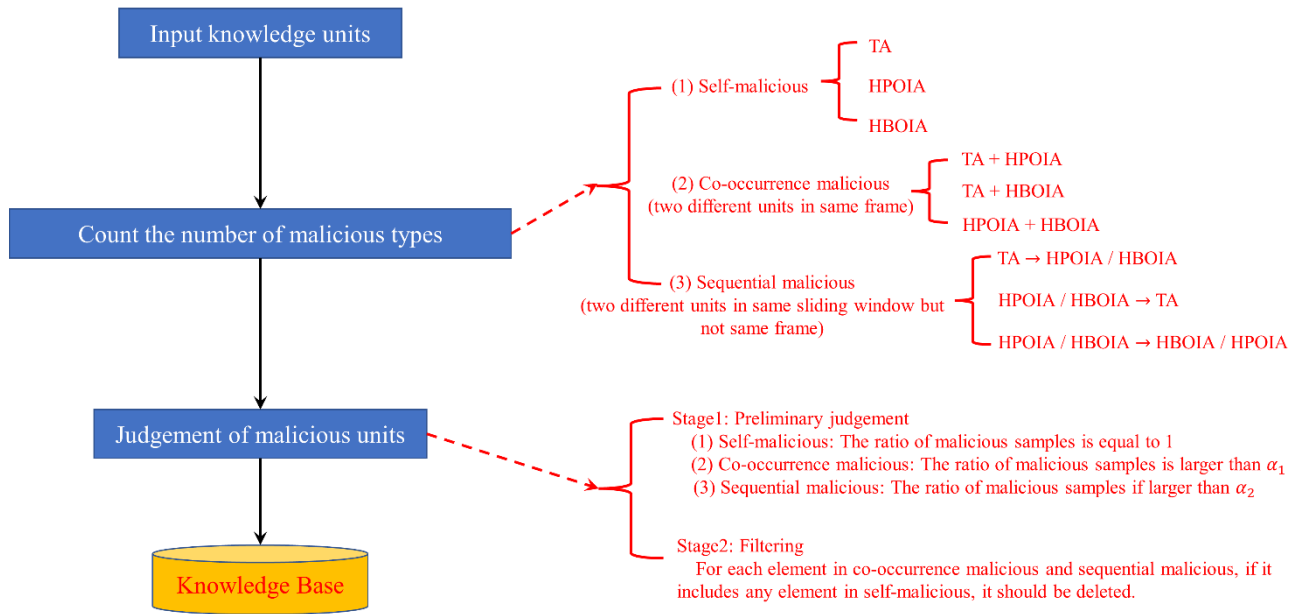 Input knowledge units
Count the number of malicious types
Judgement of malicious units
Knowledge Base
(1) Self-malicious
TA
HPOIA
HBOIA
(2) Co-occurrence malicious
(two different units in same frame)
TA + HPOIA
TA + HBOIA
HPOIA + HBOIA
(3) Sequential malicious
(two different units in same sliding window but
not same frame)
TA → HPOIA / HBOIA
HPOIA / HBOIA → TA
HPOIA / HBOIA → HBOIA / HPOIA
Stage1: Preliminary judgement
(1) Self-malicious: The ratio of malicious samples is equal to 1
(2) Co-occurrence malicious: The ratio of malicious samples is larger than α₁
(3) Sequential malicious: The ratio of malicious samples if larger than α₂
Stage2: Filtering
For each element in co-occurrence malicious and sequential malicious, if it
includes any element in self-malicious, it should be deleted.